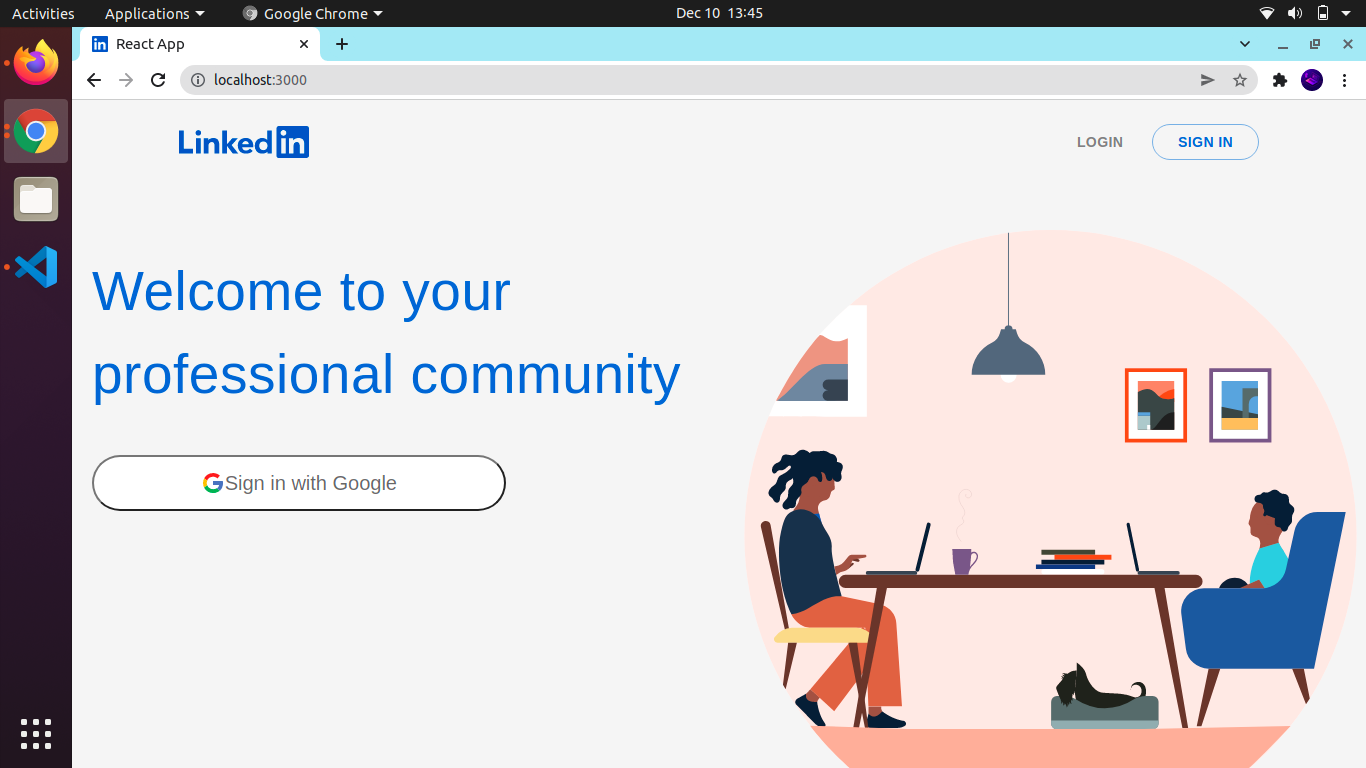 Activities Applications Google Chrome Dec 10 13:45
React App
localhost:3000
Linked in LOGIN SIGN IN
Welcome to your
professional community
Sign in with Google